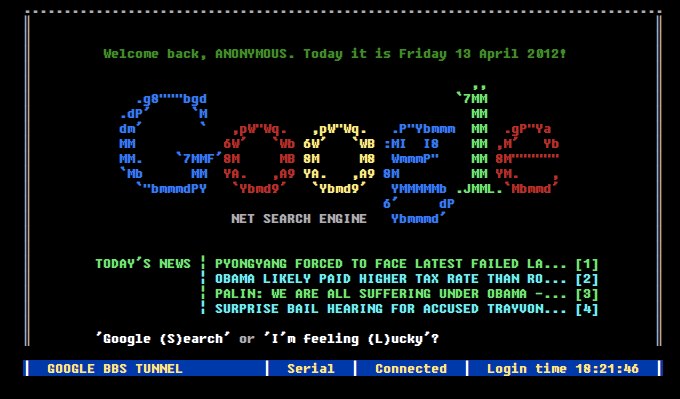 Welcome back, ANONYMOUS. Today it is Friday 13 April 2012!
Google
NET SEARCH ENGINE
TODAY'S NEWS ¦ PYONGYANG FORCED TO FACE LATEST FAILED LA... [1]
¦ OBAMA LIKELY PAID HIGHER TAX RATE THAN RO... [2]
¦ PALIN: WE ARE ALL SUFFERING UNDER OBAMA -... [3]
¦ SURPRISE BAIL HEARING FOR ACCUSED TRAYVON... [4]
'Google (S)earch' or 'I'm feeling (L)ucky'?
| GOOGLE BBS TUNNEL | Serial | Connected | Login time 18:21:46 |